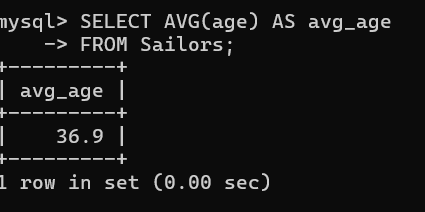 mysql> SELECT AVG(age) AS avg_age
    -> FROM Sailors;
+---------+
| avg_age |
+---------+
|    36.9 |
+---------+
1 row in set (0.00 sec)